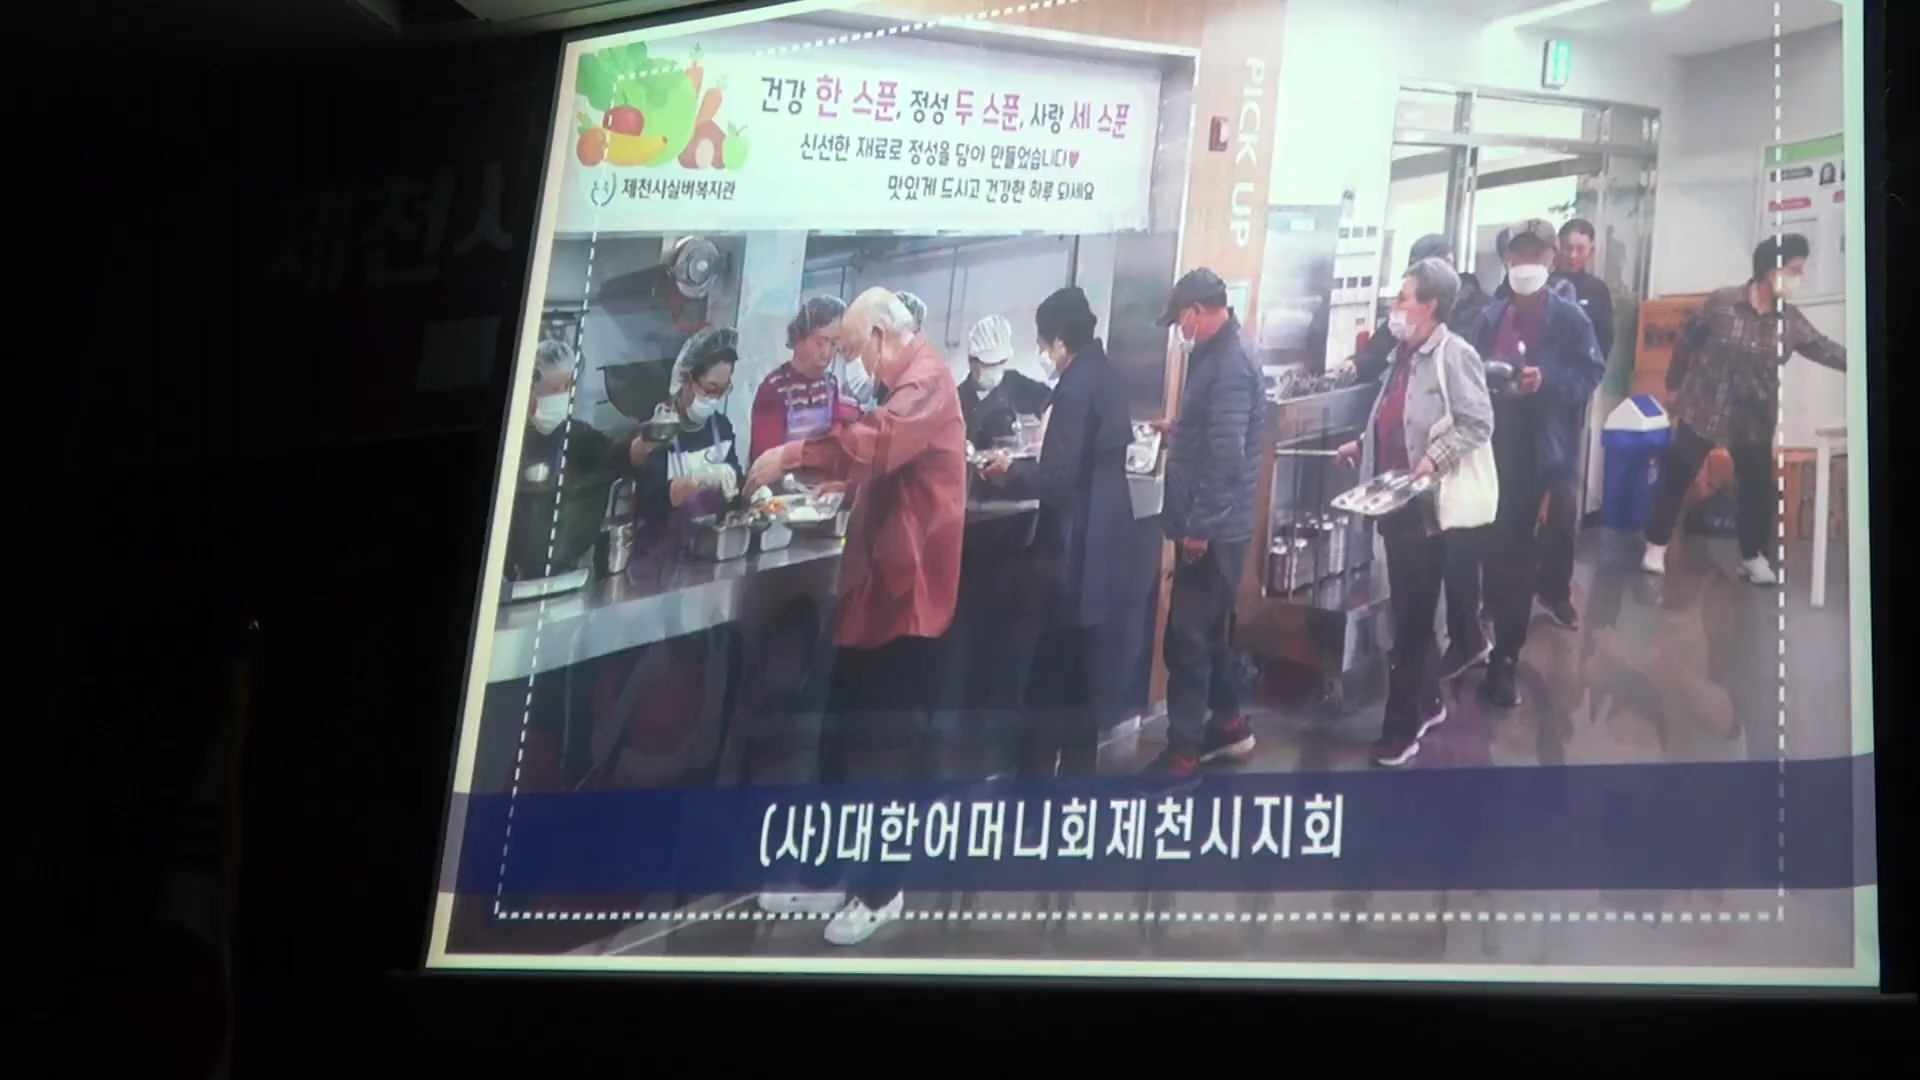 제천시
건강 한 스푼, 정성 두 스푼, 사랑 세 스푼
신선한 재료로 정성을 담아 만들었습니다♥
맛있게 드시고 건강한 하루 되세요
제천시실버복지관
PICK UP
(사)대한어머니회제천시지회